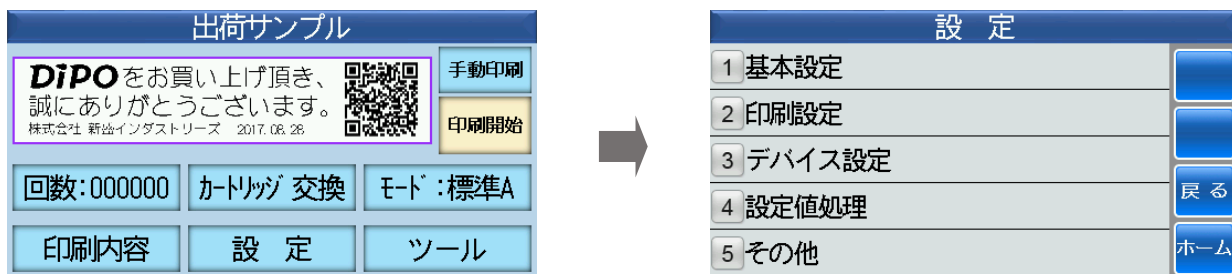 出荷サンプル
DiPOをお買い上げ頂き、
誠にありがとうございます。
株式会社 新盛インダストリーズ 2017.08.28
手動印刷
印刷開始
回数:000000
ｶｰﾄﾘｯｼﾞ 交換
ﾓｰﾄﾞ:標準A
印刷内容
設 定
ツール
設 定
1 基本設定
2 印刷設定
3 デバイス設定
4 設定値処理
5 その他
戻 る
ホーム